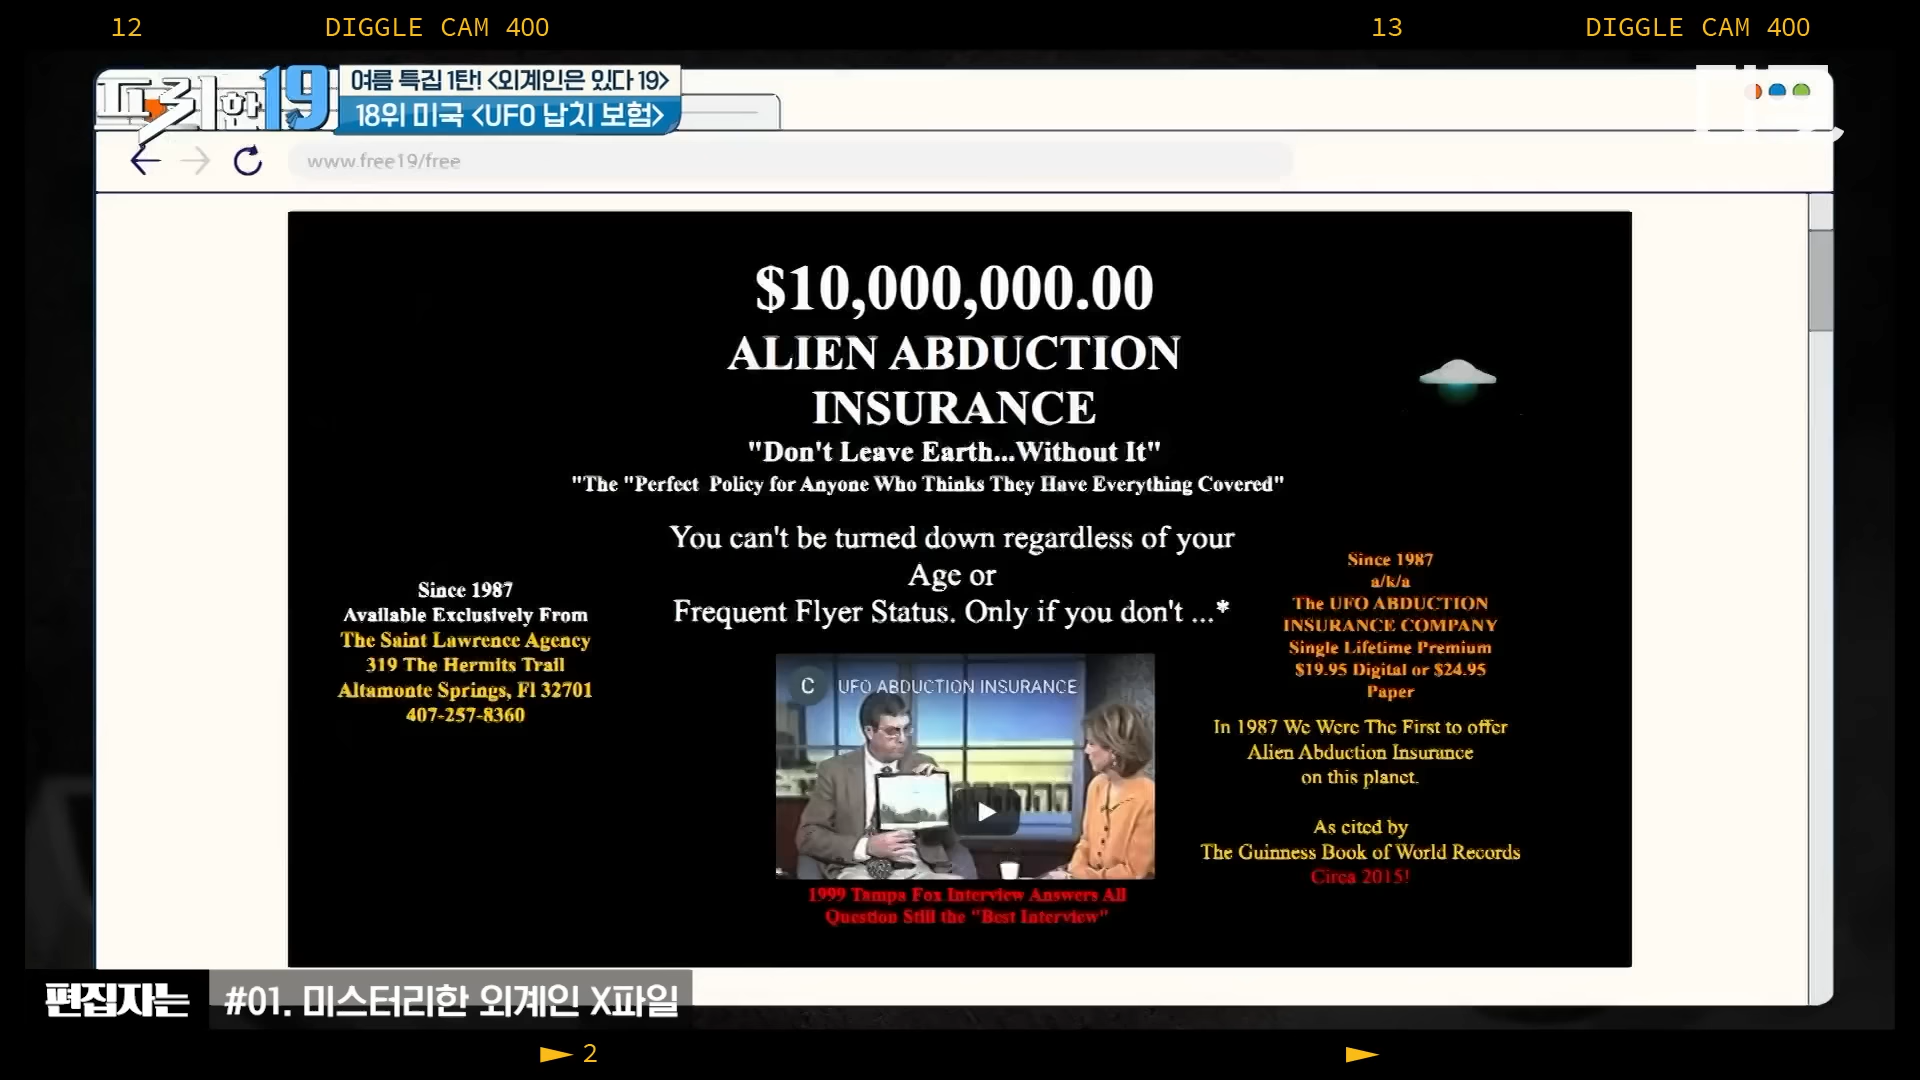 12
DIGGLE CAM 400
13
DIGGLE CAM 400
프리한19
여름 특집 1탄! <외계인은 있다 19>
18위 미국 <UFO 납치 보험>
www.free19/free
$10,000,000.00
ALIEN ABDUCTION
INSURANCE
"Don't Leave Earth...Without It"
"The "Perfect Policy for Anyone Who Thinks They Have Everything Covered"
You can't be turned down regardless of your
Age or
Frequent Flyer Status. Only if you don't ...*
Since 1987
Available Exclusively From
The Saint Lawrence Agency
319 The Hermits Trail
Altamonte Springs, Fl 32701
407-257-8360
Since 1987
a/k/a
The UFO ABDUCTION
INSURANCE COMPANY
Single Lifetime Premium
$19.95 Digital or $24.95
Paper
In 1987 We Were The First to offer
Alien Abduction Insurance
on this planet.
As cited by
The Guinness Book of World Records
Circa 2015!
C UFO ABDUCTION INSURANCE
1999 Tampa Fox Interview Answers All
Question Still the "Best Interview"
편집자는
#01. 미스터리한 외계인 X파일
2